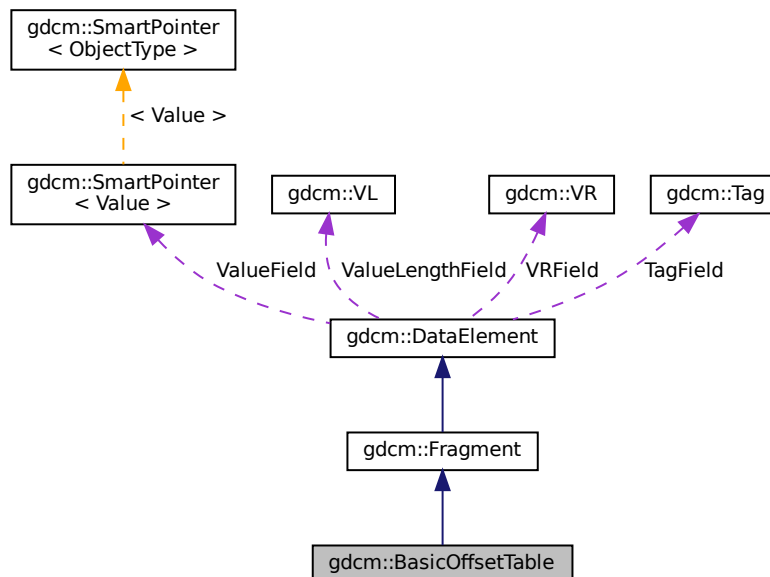 gdcm::SmartPointer
< ObjectType >
< Value >
gdcm::SmartPointer
< Value >
gdcm::VL
gdcm::VR
gdcm::Tag
ValueField
ValueLengthField
VRField
TagField
gdcm::DataElement
gdcm::Fragment
gdcm::BasicOffsetTable